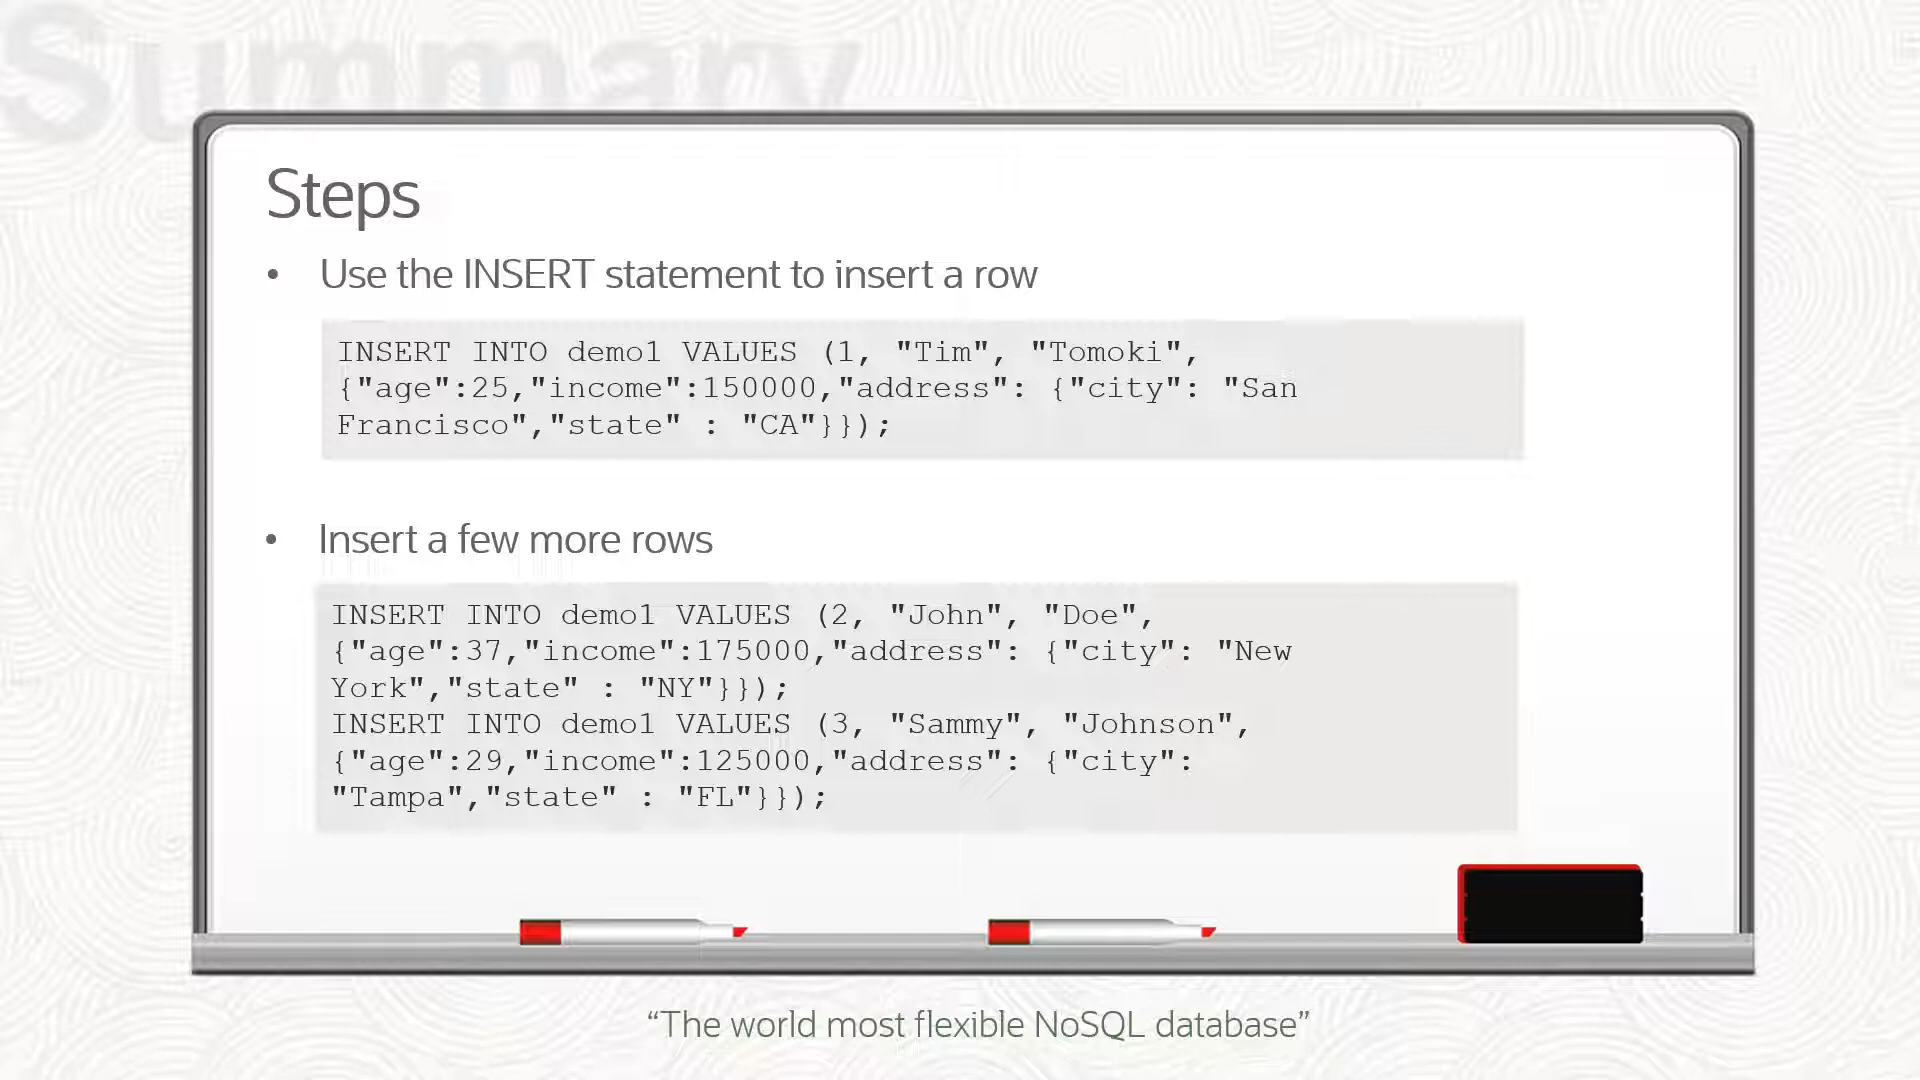 Summary
Steps
• Use the INSERT statement to insert a row
INSERT INTO demo1 VALUES (1, "Tim", "Tomoki",
{"age":25,"income":150000,"address": {"city": "San
Francisco","state" : "CA"}});
• Insert a few more rows
INSERT INTO demo1 VALUES (2, "John", "Doe",
{"age":37,"income":175000,"address": {"city": "New
York","state" : "NY"}});
INSERT INTO demo1 VALUES (3, "Sammy", "Johnson",
{"age":29,"income":125000,"address": {"city":
"Tampa","state" : "FL"}});
“The world most flexible NoSQL database”